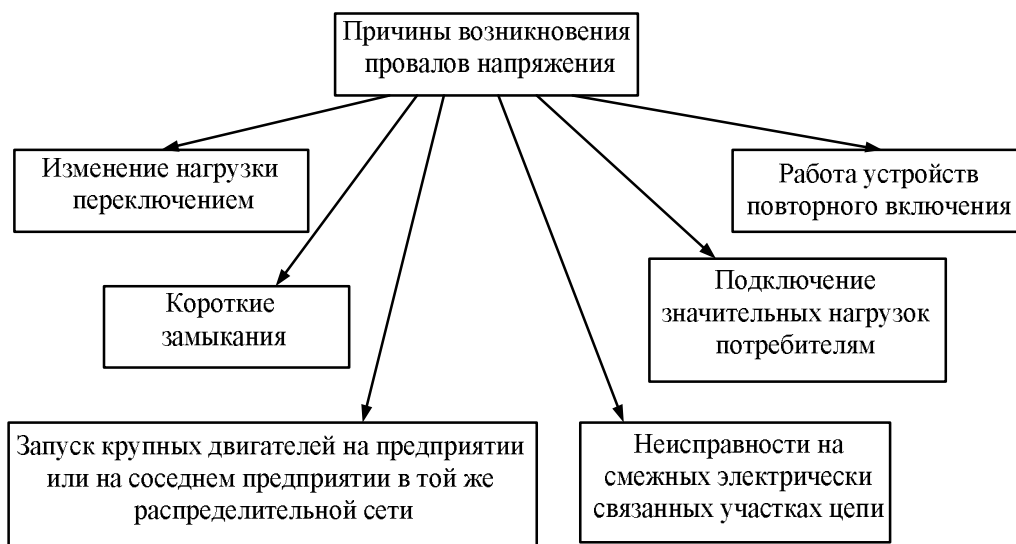 Причины возникновения
провалов напряжения
Изменение нагрузки
переключением
Работа устройств
повторного включения
Короткие
замыкания
Подключение
значительных нагрузок
потребителям
Запуск крупных двигателей на предприятии
или на соседнем предприятии в той же
распределительной сети
Неисправности на
смежных электрически
связанных участках цепи